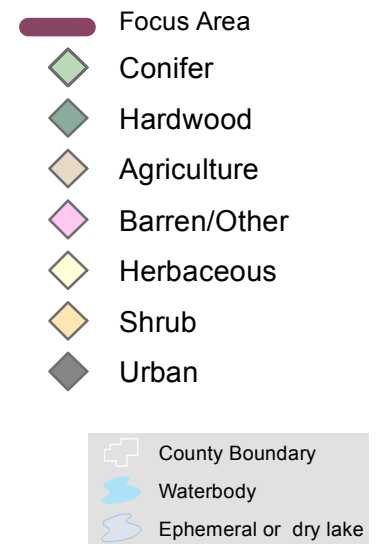 Focus Area
Conifer
Hardwood
Agriculture
Barren/Other
Herbaceous
Shrub
Urban
County Boundary
Waterbody
Ephemeral or dry lake